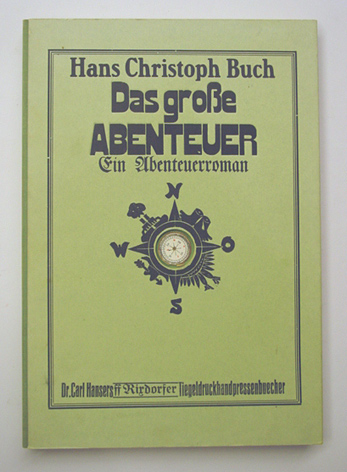 Hans Christoph Buch
Das große
ABENTEUER
Ein Abenteuerroman
N
W O
S
Dr. Carl Hansers ff Rixdorfer Tiegeldruckhandpressenbuecher